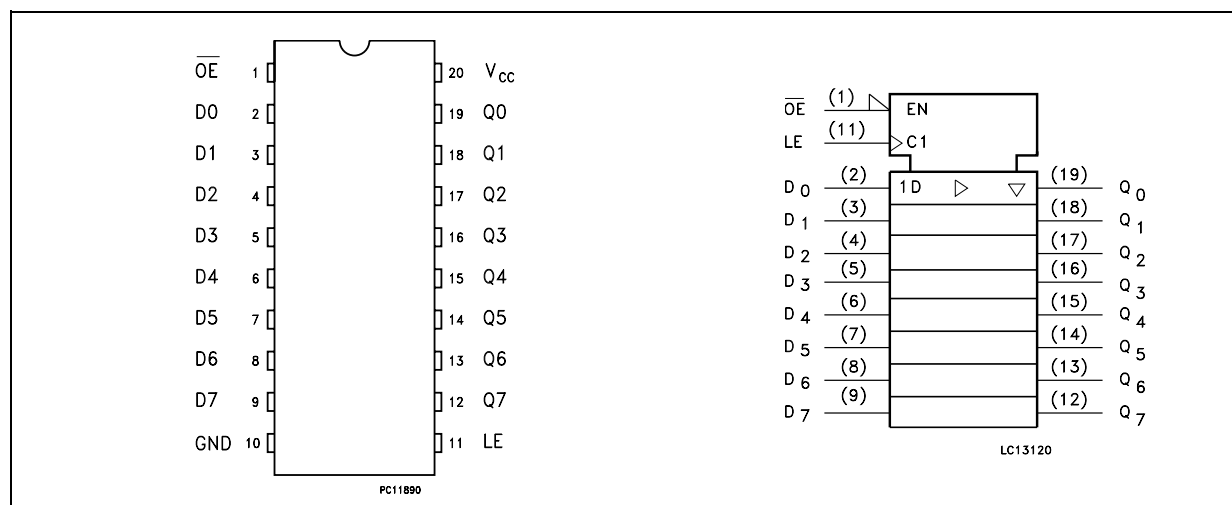 OE 1 20 VCC
D0 2 19 Q0
D1 3 18 Q1
D2 4 17 Q2
D3 5 16 Q3
D4 6 15 Q4
D5 7 14 Q5
D6 8 13 Q6
D7 9 12 Q7
GND 10 11 LE
PC11890
OE (1) EN
LE (11) C1
D0 (2) 1D (19) Q0
D1 (3) (18) Q1
D2 (4) (17) Q2
D3 (5) (16) Q3
D4 (6) (15) Q4
D5 (7) (14) Q5
D6 (8) (13) Q6
D7 (9) (12) Q7
LC13120